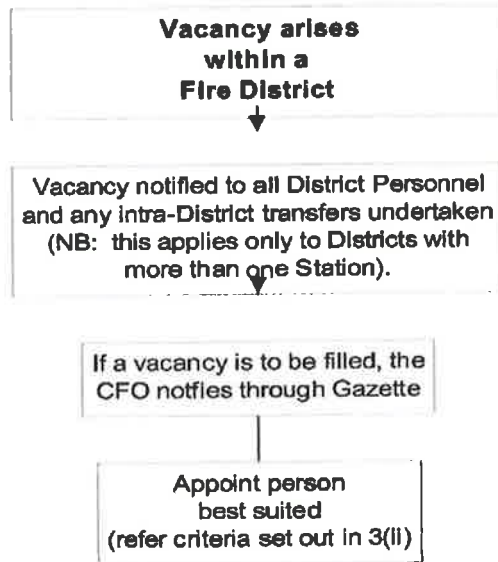 Vacancy arises
within a
Fire District
Vacancy notified to all District Personnel
and any intra-District transfers undertaken
(NB: this applies only to Districts with
more than one Station).
If a vacancy is to be filled, the
CFO notfies through Gazette
Appoint person
best suited
(refer criteria set out in 3(ii)